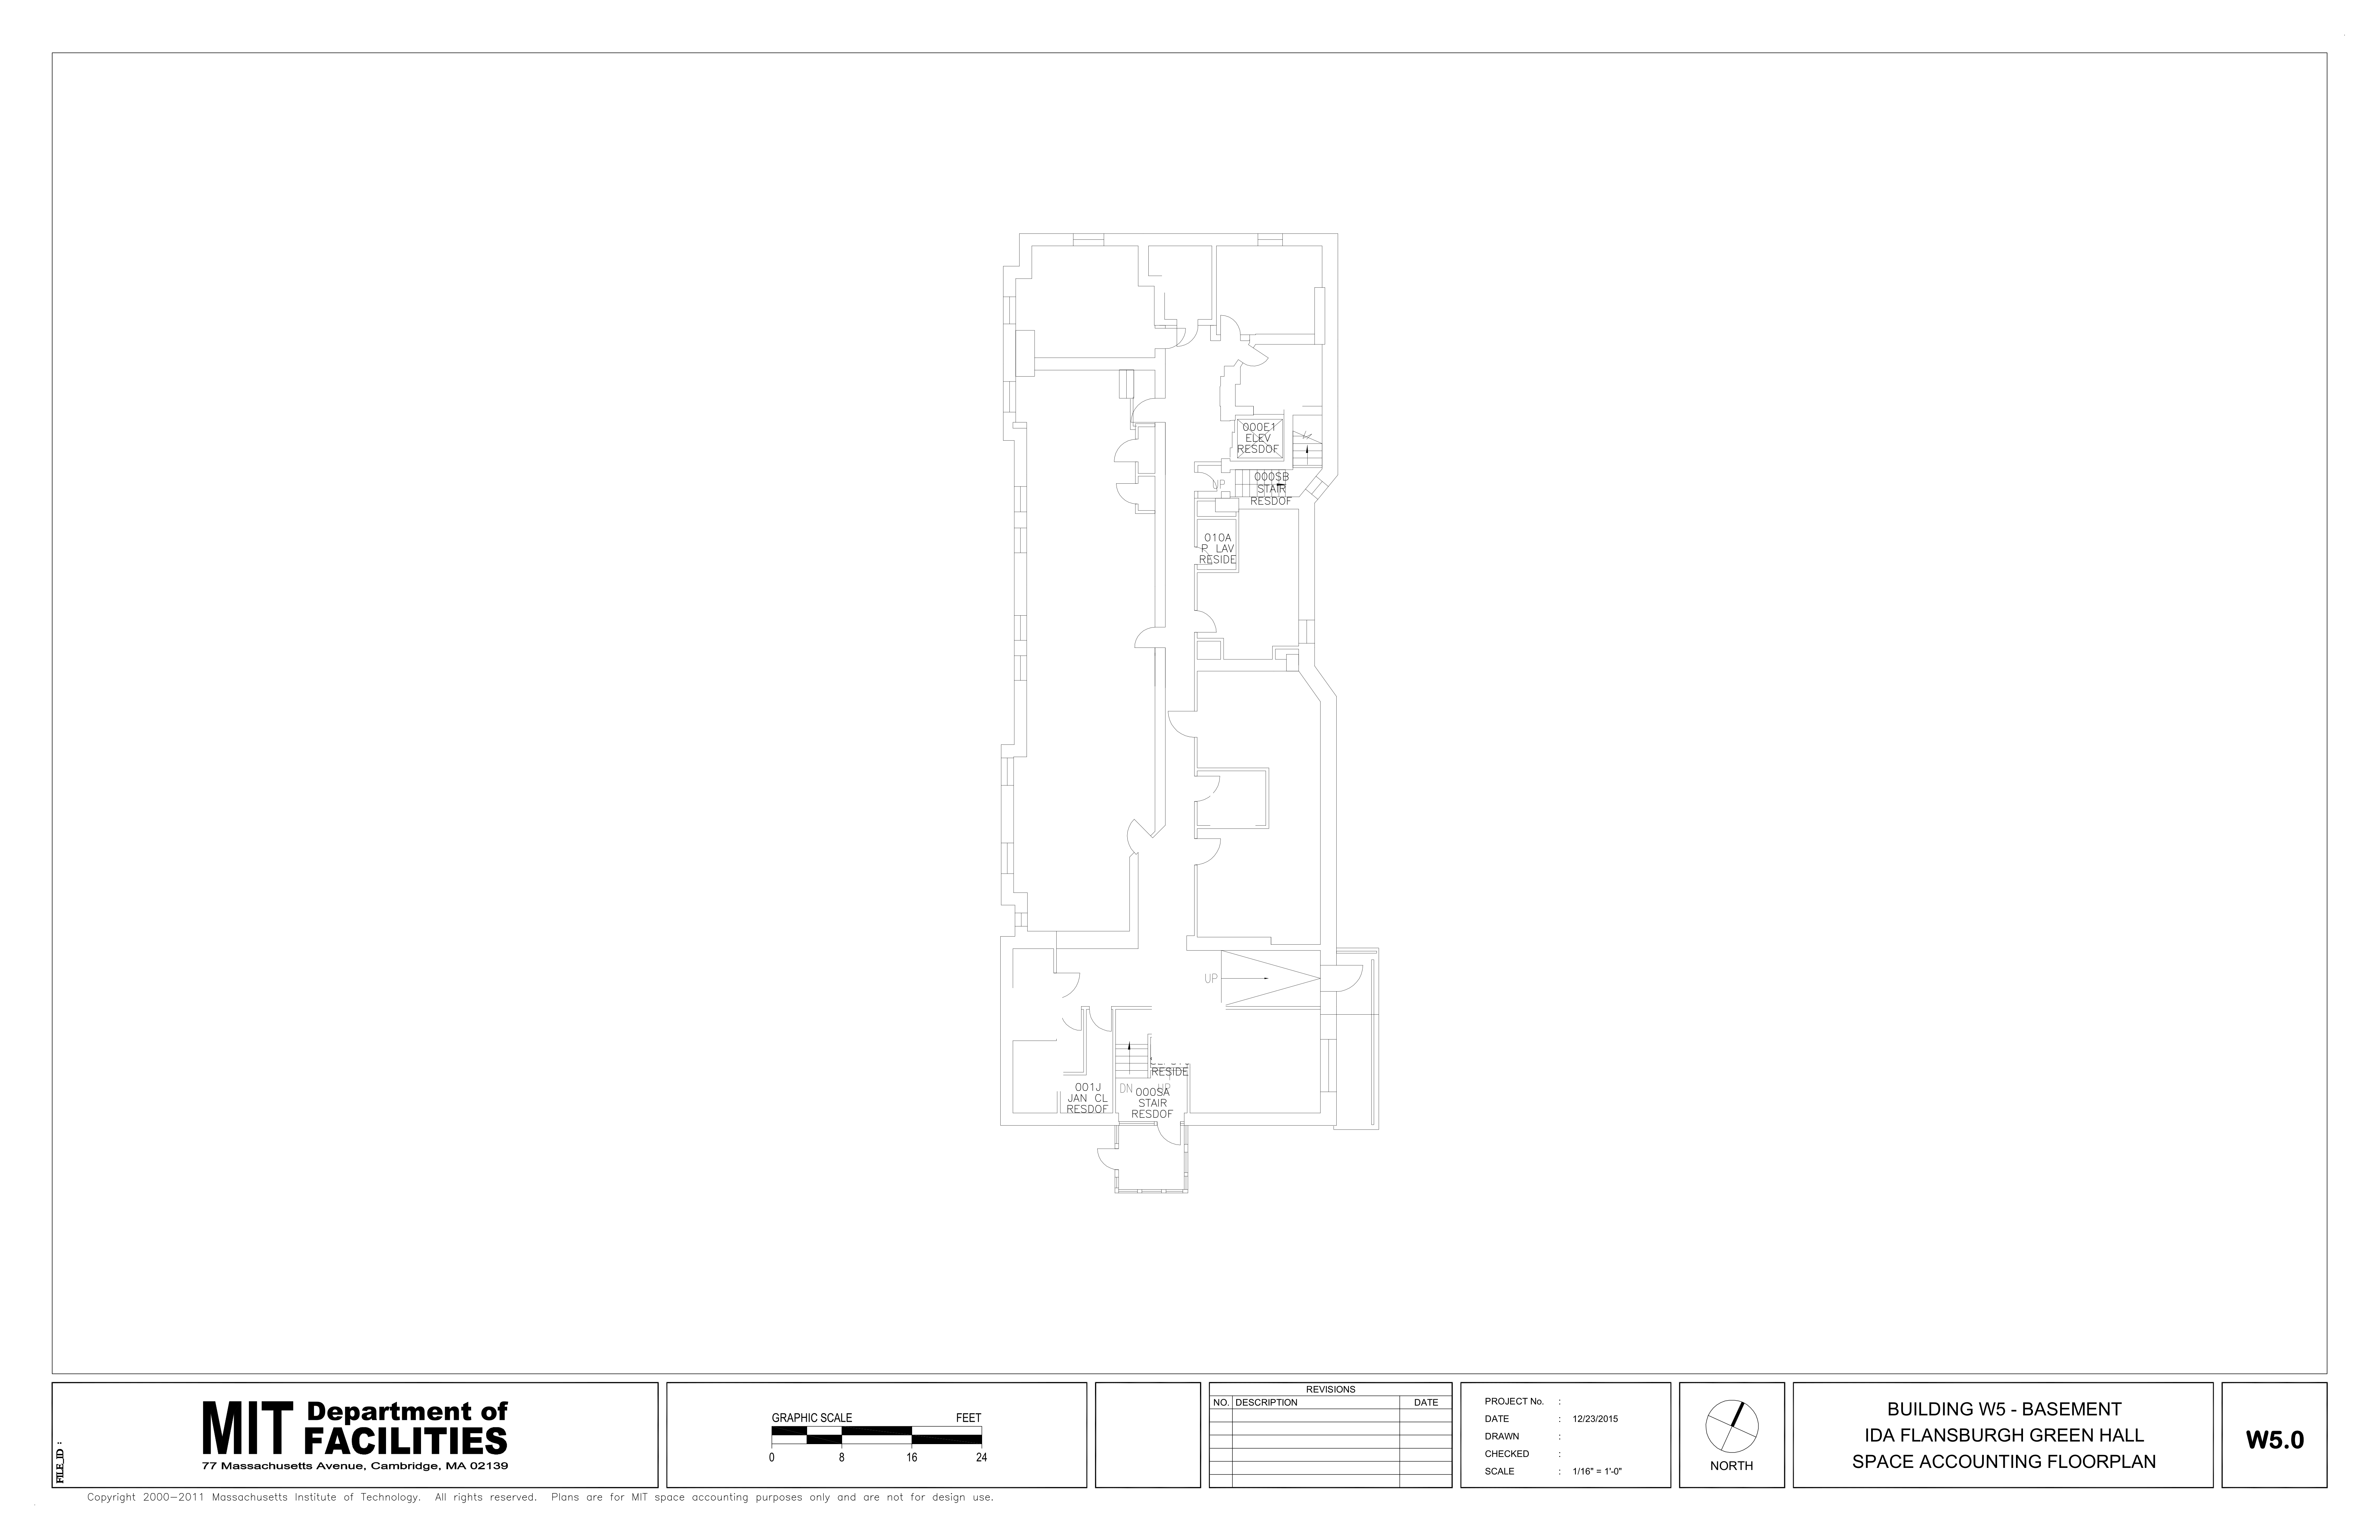 000E1
ELEV
RESDOF
UP
000SB
STAIR
RESDOF
010A
P LAV
RESIDE
UP
RESIDE
001J
JAN CL
RESDOF
DN
UP
000SA
STAIR
RESDOF
FILE_ID :
MIT Department of
FACILITIES
77 Massachusetts Avenue, Cambridge, MA 02139
GRAPHIC SCALE FEET
0 8 16 24
REVISIONS
NO. DESCRIPTION DATE
PROJECT No. :
DATE : 12/23/2015
DRAWN :
CHECKED :
SCALE : 1/16" = 1'-0"
NORTH
BUILDING W5 - BASEMENT
IDA FLANSBURGH GREEN HALL
SPACE ACCOUNTING FLOORPLAN
W5.0
Copyright 2000-2011 Massachusetts Institute of Technology. All rights reserved. Plans are for MIT space accounting purposes only and are not for design use.